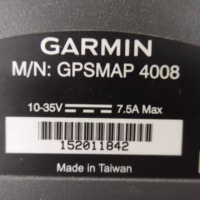 GARMIN
M/N: GPSMAP 4008
10-35V⎓ 7.5A Max
152011842
Made in Taiwan